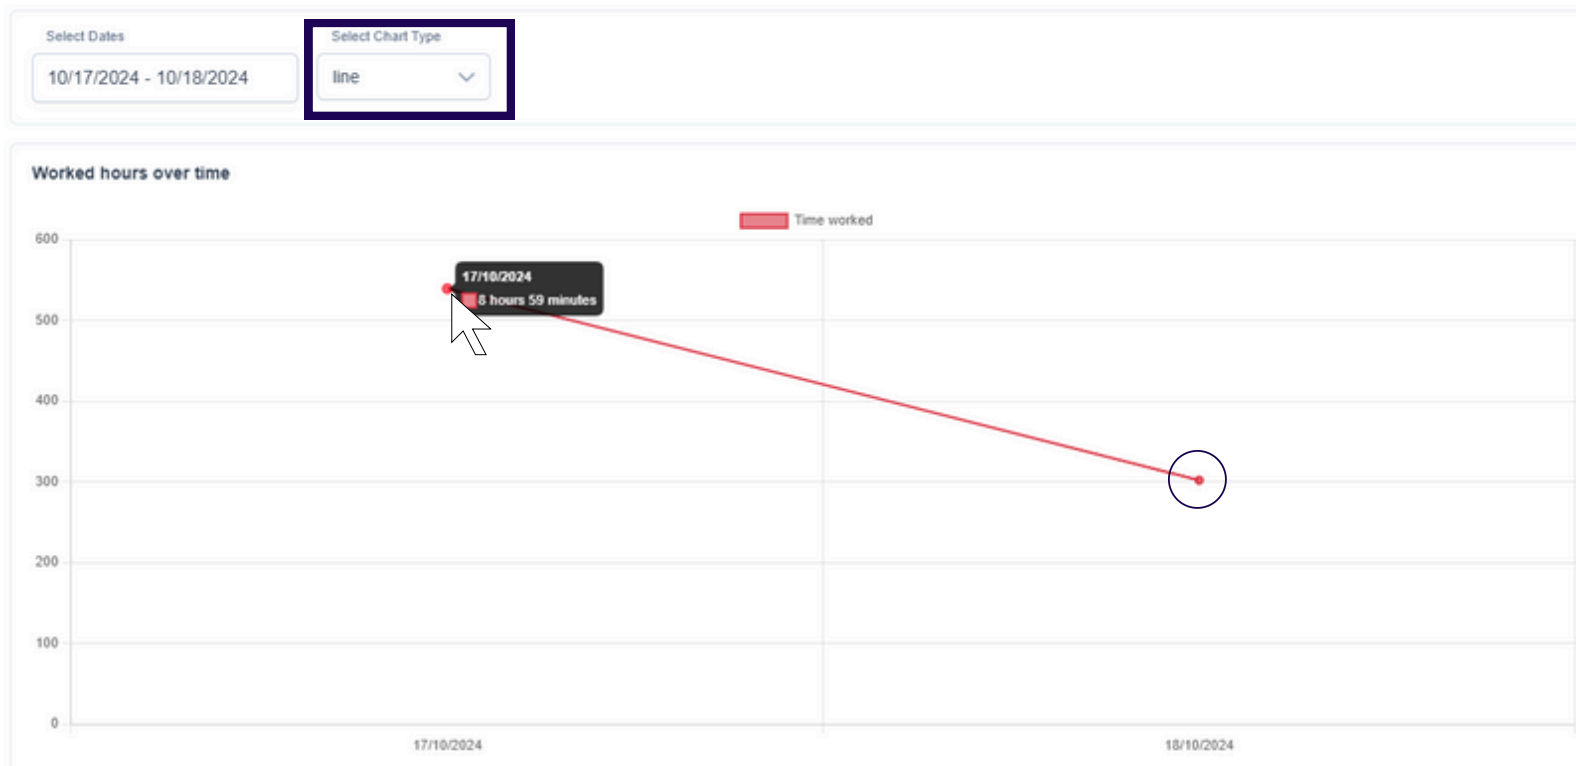 Select Dates
Select Chart Type
10/17/2024 - 10/18/2024
line
Worked hours over time
Time worked
600
17/10/2024
8 hours 59 minutes
500
400
300
200
100
0
17/10/2024
18/10/2024